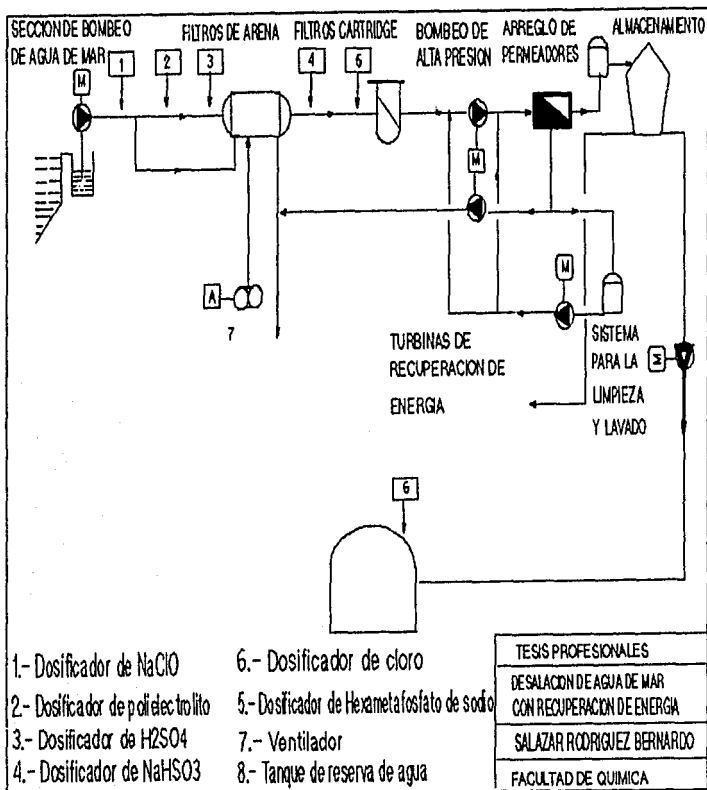 SECCION DE BOMBEO
DE AGUA DE MAR
FILTROS DE ARENA
FILTROS CARTRIDGE
BOMBEO DE
ALTA PRESION
ARREGLO DE
PERMEADORES
ALMACENAMIENTO
M
1
2
3
4
6
M
A
7
M
M
TURBINAS DE
RECUPERACION DE
ENERGIA
SISTEMA
PARA LA
LIMPIEZA
Y LAVADO
6
1.- Dosificador de NaClO
2.- Dosificador de polielectrolito
3.- Dosificador de H2SO4
4.- Dosificador de NaHSO3
6.- Dosificador de cloro
5.- Dosificador de Hexametafosfato de sodio
7.- Ventilador
8.- Tanque de reserva de agua
TESIS PROFESIONALES
DESALACION DE AGUA DE MAR
CON RECUPERACION DE ENERGIA
SALAZAR RODRIGUEZ BERNARDO
FACULTAD DE QUIMICA